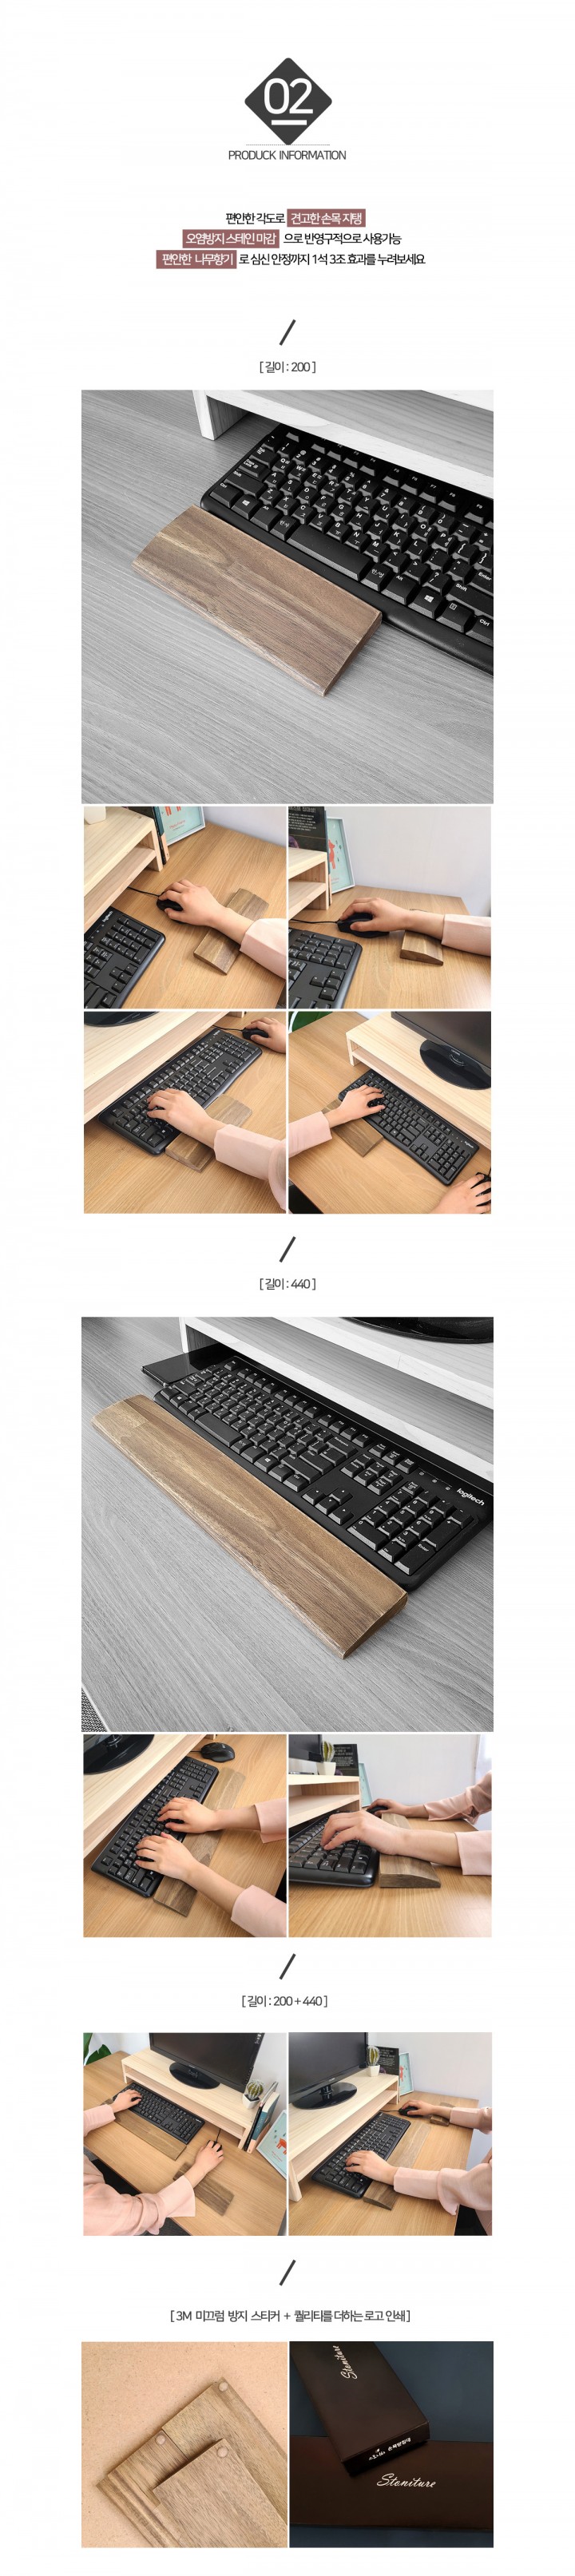 02
PRODUCK INFORMATION
편안한 각도로 견고한 손목 지탱
오염방지 스테인 마감 으로 반영구적으로 사용가능
편안한 나무향기 로 심신 안정까지 1석 3조 효과를 누려보세요
[ 길이 : 200 ]
[ 길이 : 440 ]
logitech
[ 길이 : 200 + 440 ]
[ 3M 미끄럼 방지 스티커 + 퀄리티를 더하는 로고 인쇄 ]
Stoniture
Stoniture